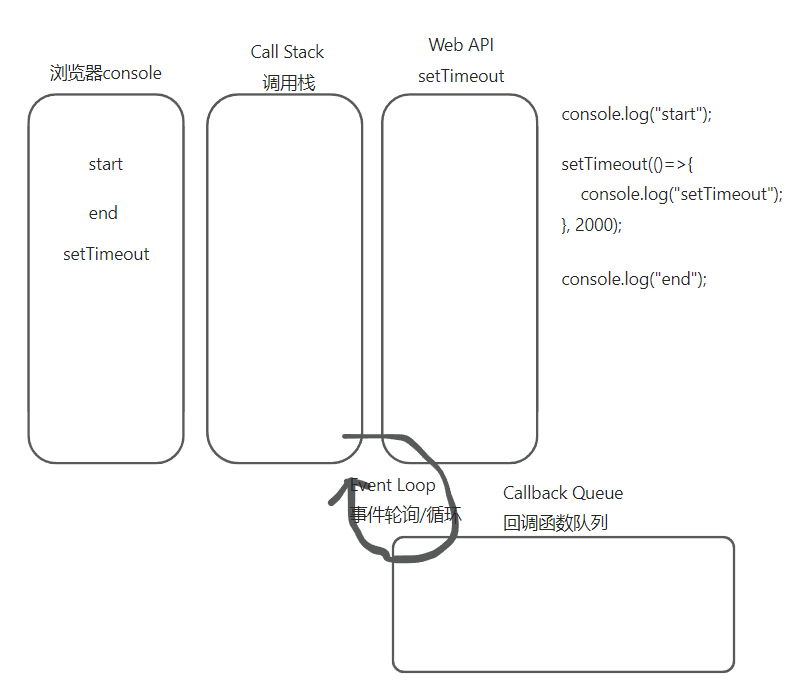 浏览器console
Call Stack
调用栈
Web API
setTimeout
start
end
setTimeout
console.log("start");
setTimeout(()=>{
console.log("setTimeout");
}, 2000);
console.log("end");
Event Loop
事件轮询/循环
Callback Queue
回调函数队列